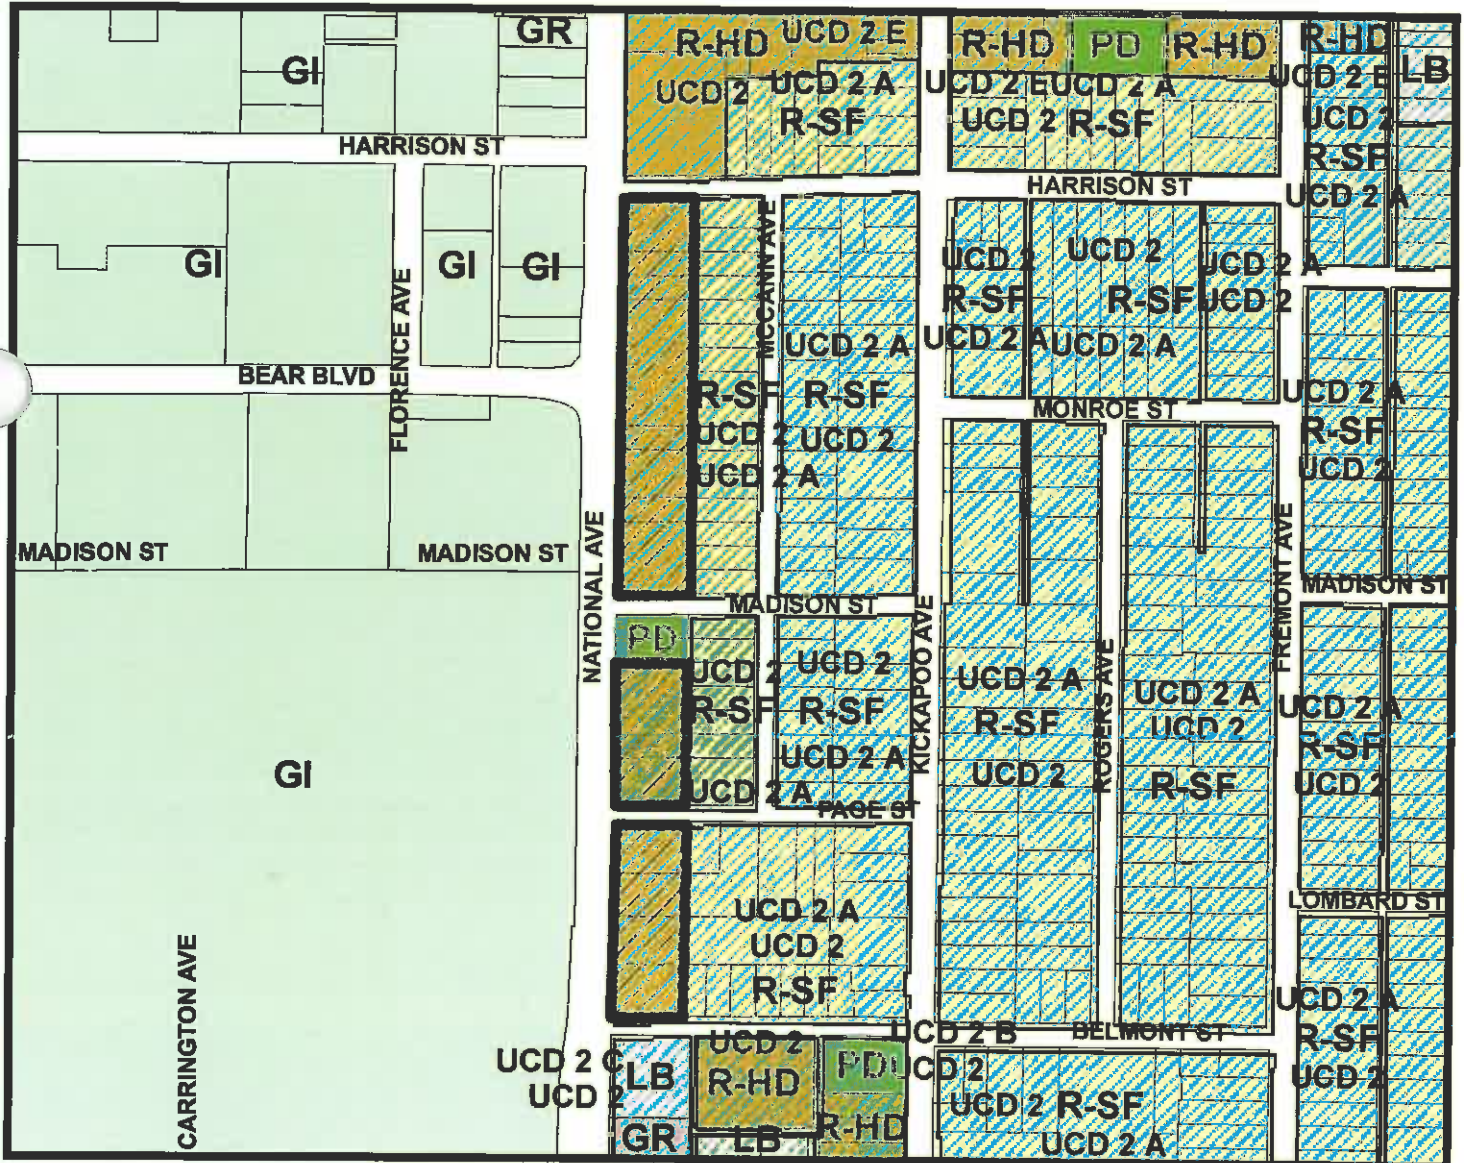 GR
GI
R-HD UCD 2 E
UCD 2 UCD 2 A
R-SF
R-HD PD R-HD
UCD 2 E UCD 2 A
UCD 2 R-SF
R-HD
UCD 2 E
UCD 2
R-SF
UCD 2 A
LB
HARRISON ST
HARRISON ST
GI
GI
GI
FLORENCE AVE
BEAR BLVD
MCCANN AVE
R-SF
UCD 2
UCD 2 A
UCD 2 A
R-SF
UCD 2
UCD 2
R-SF
UCD 2 A
UCD 2
R-SF
UCD 2 A
UCD 2 A
UCD 2
MONROE ST
UCD 2 A
R-SF
UCD 2
MADISON ST
MADISON ST
NATIONAL AVE
MADISON ST
KICKAPOO AVE
FREMONT AVE
MADISON ST
PD
UCD 2
R-SF
UCD 2 A
UCD 2
R-SF
UCD 2 A
PAGE ST
UCD 2 A
R-SF
UCD 2
ROGERS AVE
UCD 2 A
UCD 2
R-SF
UCD 2 A
R-SF
UCD 2
GI
LOMBARD ST
UCD 2 A
UCD 2
R-SF
CARRINGTON AVE
UCD 2 A
R-SF
UCD 2
UCD 2 B
BELMONT ST
UCD 2 C
UCD 2
LB
GR
UCD 2
R-HD
LB
PD
UCD 2
R-HD
UCD 2 R-SF
UCD 2 A